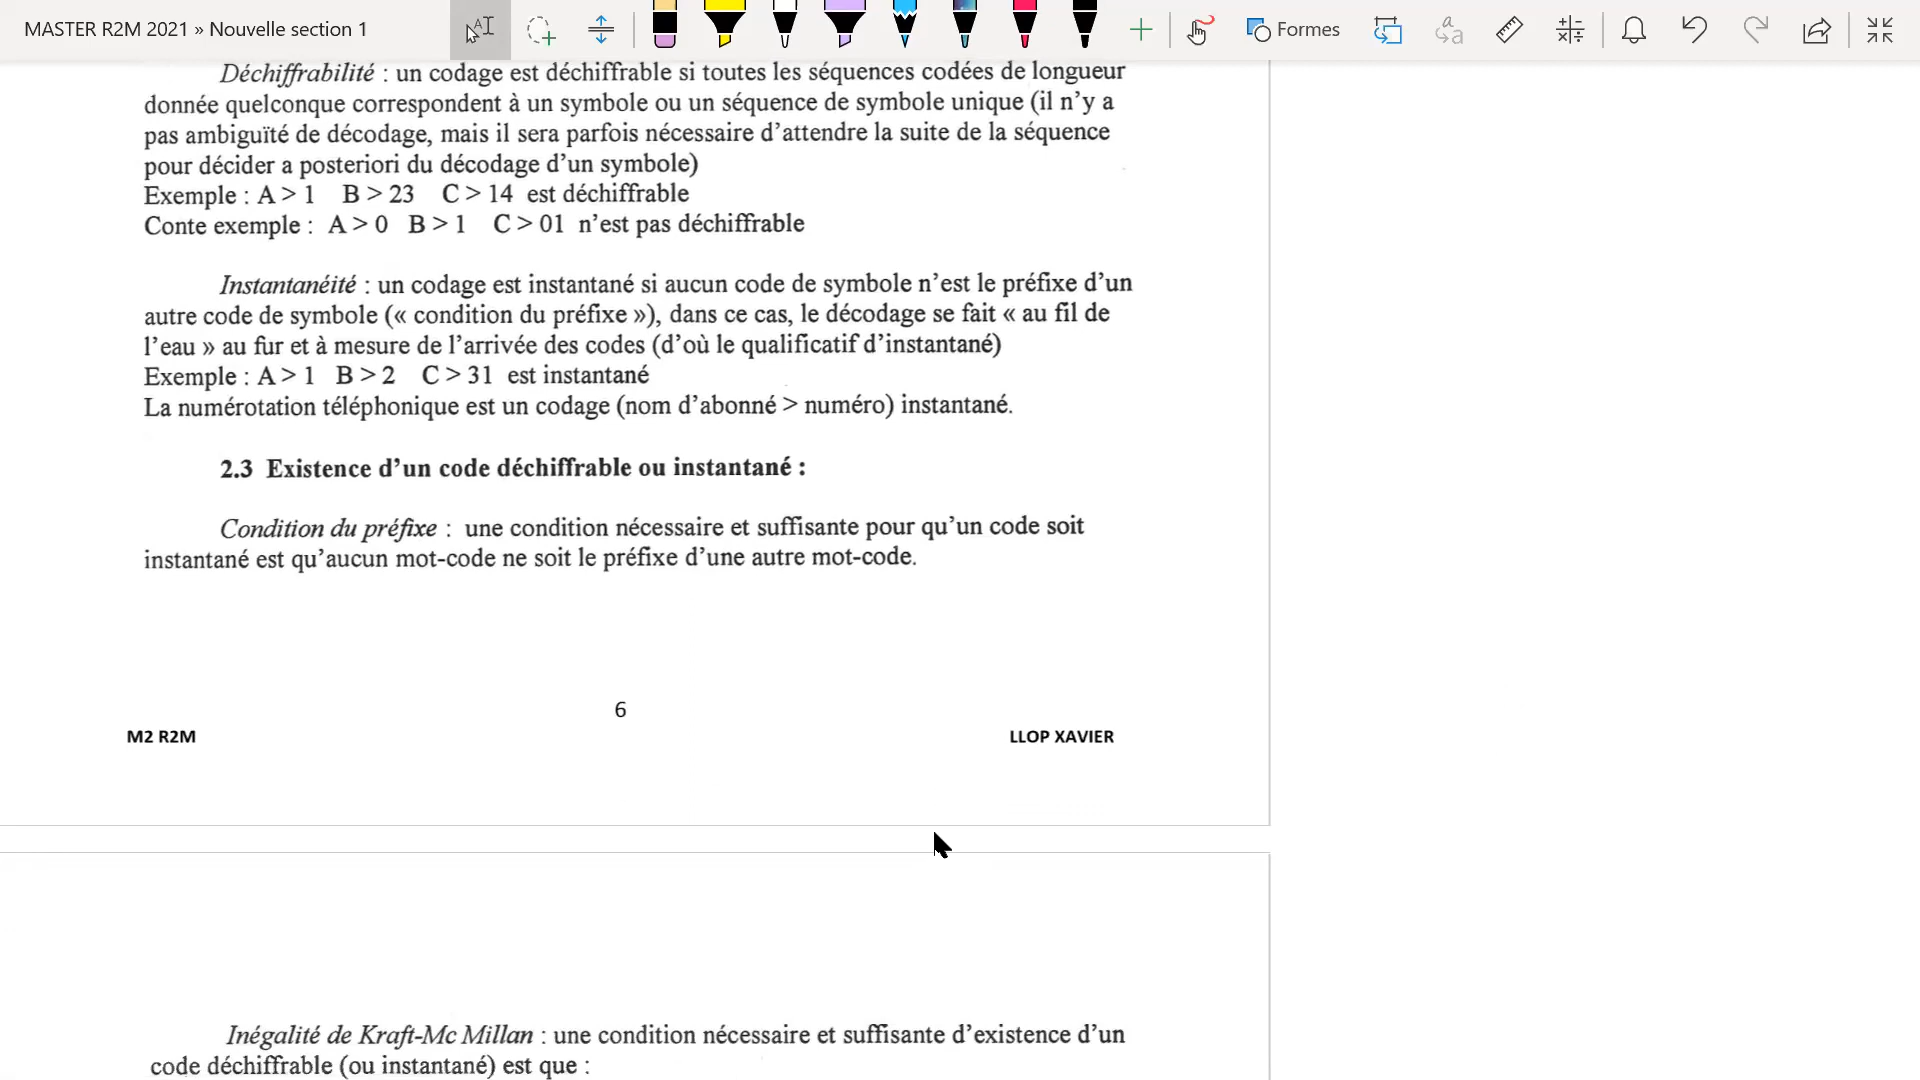 MASTER R2M 2021 » Nouvelle section 1
Formes
Déchiffrabilité : un codage est déchiffrable si toutes les séquences codées de longueur
donnée quelconque correspondent à un symbole ou un séquence de symbole unique (il n’y a
pas ambiguïté de décodage, mais il sera parfois nécessaire d’attendre la suite de la séquence
pour décider a posteriori du décodage d’un symbole)
Exemple : A > 1 B > 23 C > 14 est déchiffrable
Conte exemple : A > 0 B > 1 C > 01 n’est pas déchiffrable
Instantanéité : un codage est instantané si aucun code de symbole n’est le préfixe d’un
autre code de symbole (« condition du préfixe »), dans ce cas, le décodage se fait « au fil de
l’eau » au fur et à mesure de l’arrivée des codes (d’où le qualificatif d’instantané)
Exemple : A > 1 B > 2 C > 31 est instantané
La numérotation téléphonique est un codage (nom d’abonné > numéro) instantané.
2.3 Existence d’un code déchiffrable ou instantané :
Condition du préfixe : une condition nécessaire et suffisante pour qu’un code soit
instantané est qu’aucun mot-code ne soit le préfixe d’une autre mot-code.
6
M2 R2M LLOP XAVIER
Inégalité de Kraft-Mc Millan : une condition nécessaire et suffisante d’existence d’un
code déchiffrable (ou instantané) est que :